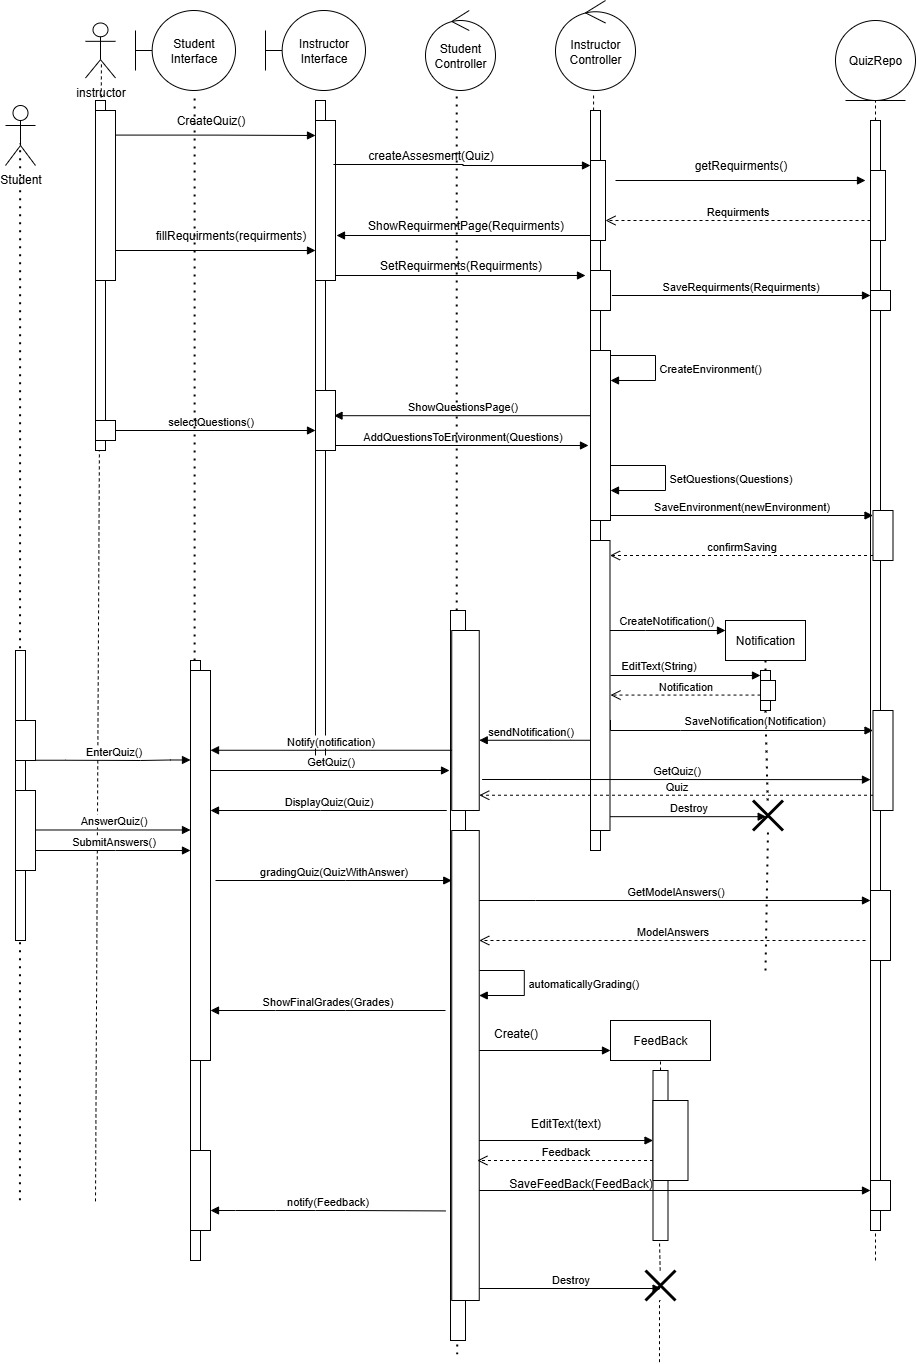 Student
Interface
Instructor
Interface
Student
Controller
Instructor
Controller
QuizRepo
instructor
Student
CreateQuiz()
createAssesment(Quiz)
getRequirments()
Requirments
ShowRequirmentPage(Requirments)
fillRequirments(requirments)
SetRequirments(Requirments)
SaveRequirments(Requirments)
CreateEnvironment()
ShowQuestionsPage()
selectQuestions()
AddQuestionsToEnvironment(Questions)
SetQuestions(Questions)
SaveEnvironment(newEnvironment)
confirmSaving
CreateNotification()
Notification
EditText(String)
Notification
SaveNotification(Notification)
sendNotification()
Notify(notification)
EnterQuiz()
GetQuiz()
GetQuiz()
Quiz
DisplayQuiz(Quiz)
Destroy
AnswerQuiz()
SubmitAnswers()
gradingQuiz(QuizWithAnswer)
GetModelAnswers()
ModelAnswers
automaticallyGrading()
ShowFinalGrades(Grades)
Create()
FeedBack
EditText(text)
Feedback
SaveFeedBack(FeedBack)
notify(Feedback)
Destroy